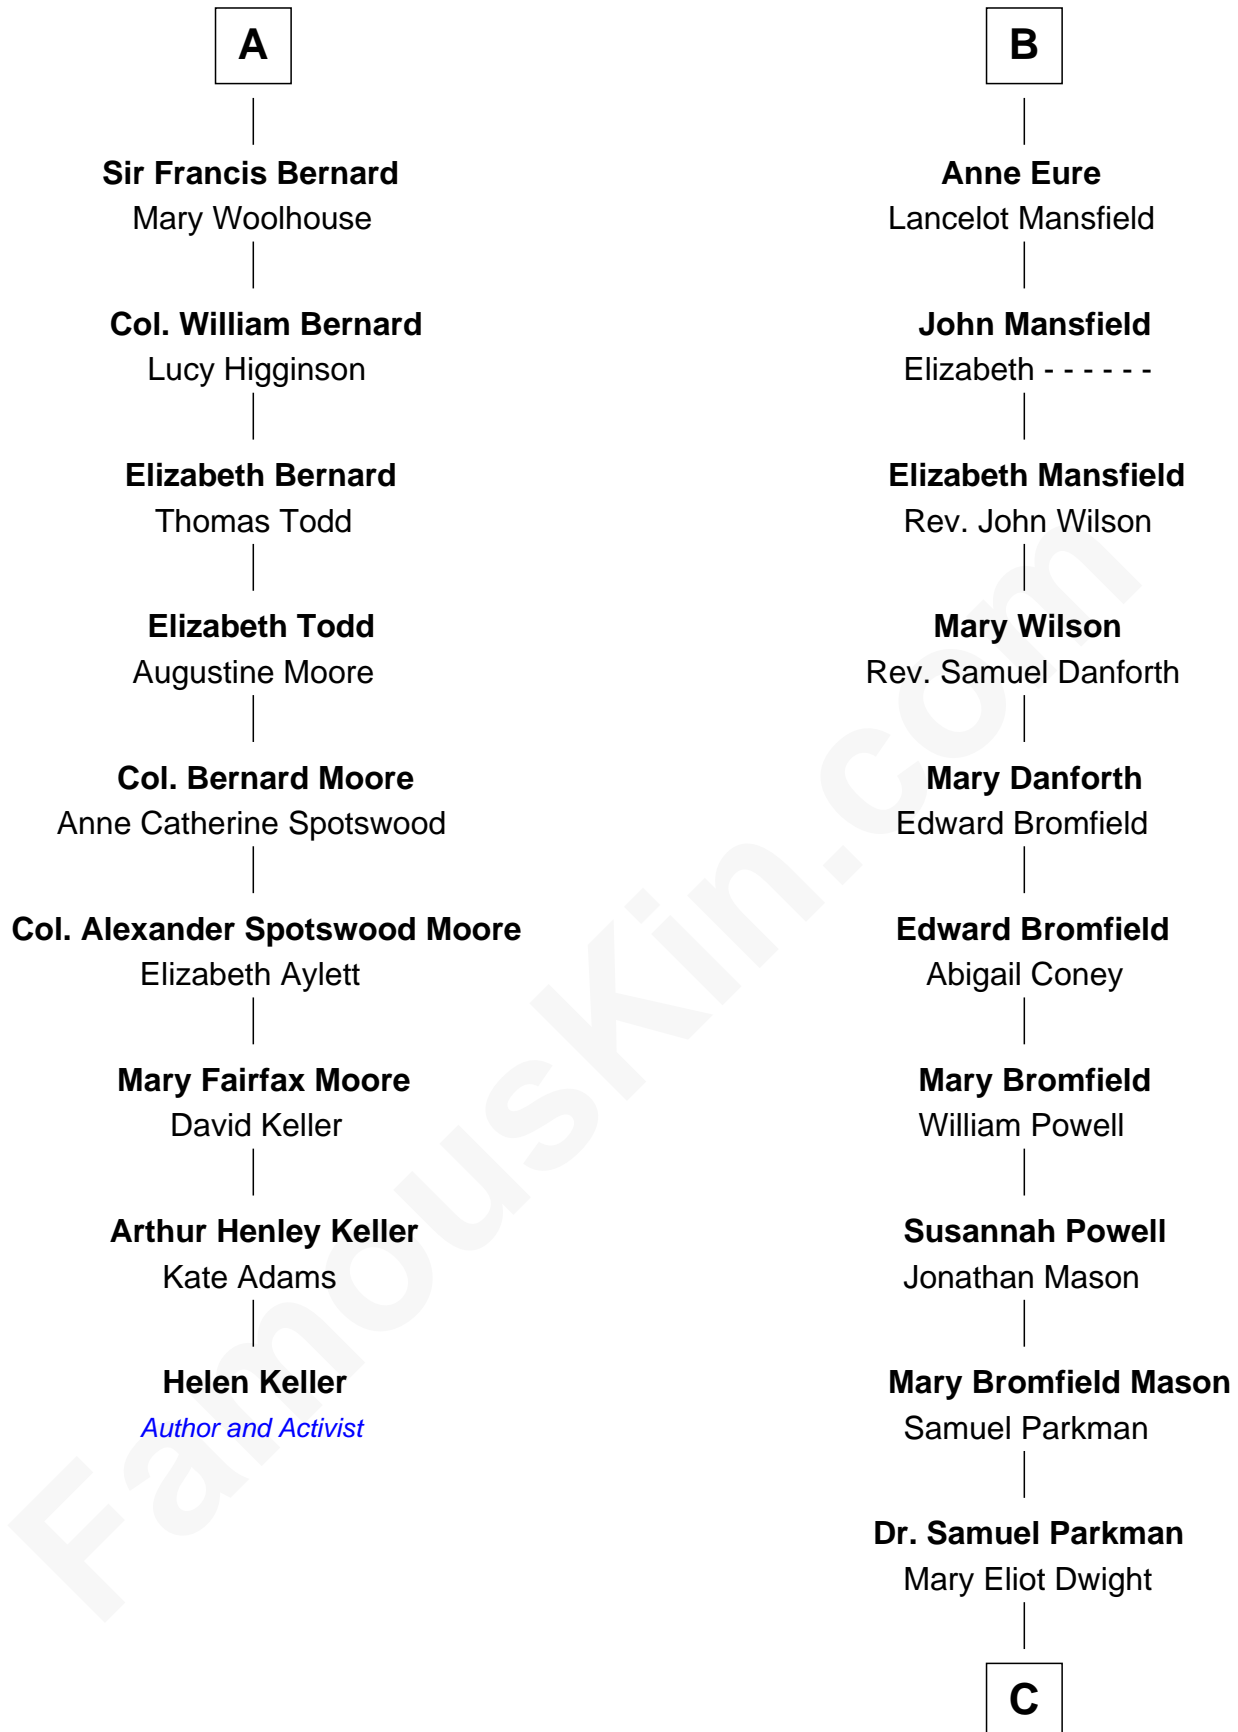 A
Sir Francis Bernard
Mary Woolhouse
Col. William Bernard
Lucy Higginson
Elizabeth Bernard
Thomas Todd
Elizabeth Todd
Augustine Moore
Col. Bernard Moore
Anne Catherine Spotswood
Col. Alexander Spotswood Moore
Elizabeth Aylett
Mary Fairfax Moore
David Keller
Arthur Henley Keller
Kate Adams
Helen Keller
Author and Activist
B
Anne Eure
Lancelot Mansfield
John Mansfield
Elizabeth - - - - - -
Elizabeth Mansfield
Rev. John Wilson
Mary Wilson
Rev. Samuel Danforth
Mary Danforth
Edward Bromfield
Edward Bromfield
Abigail Coney
Mary Bromfield
William Powell
Susannah Powell
Jonathan Mason
Mary Bromfield Mason
Samuel Parkman
Dr. Samuel Parkman
Mary Eliot Dwight
C
FamousKin.com